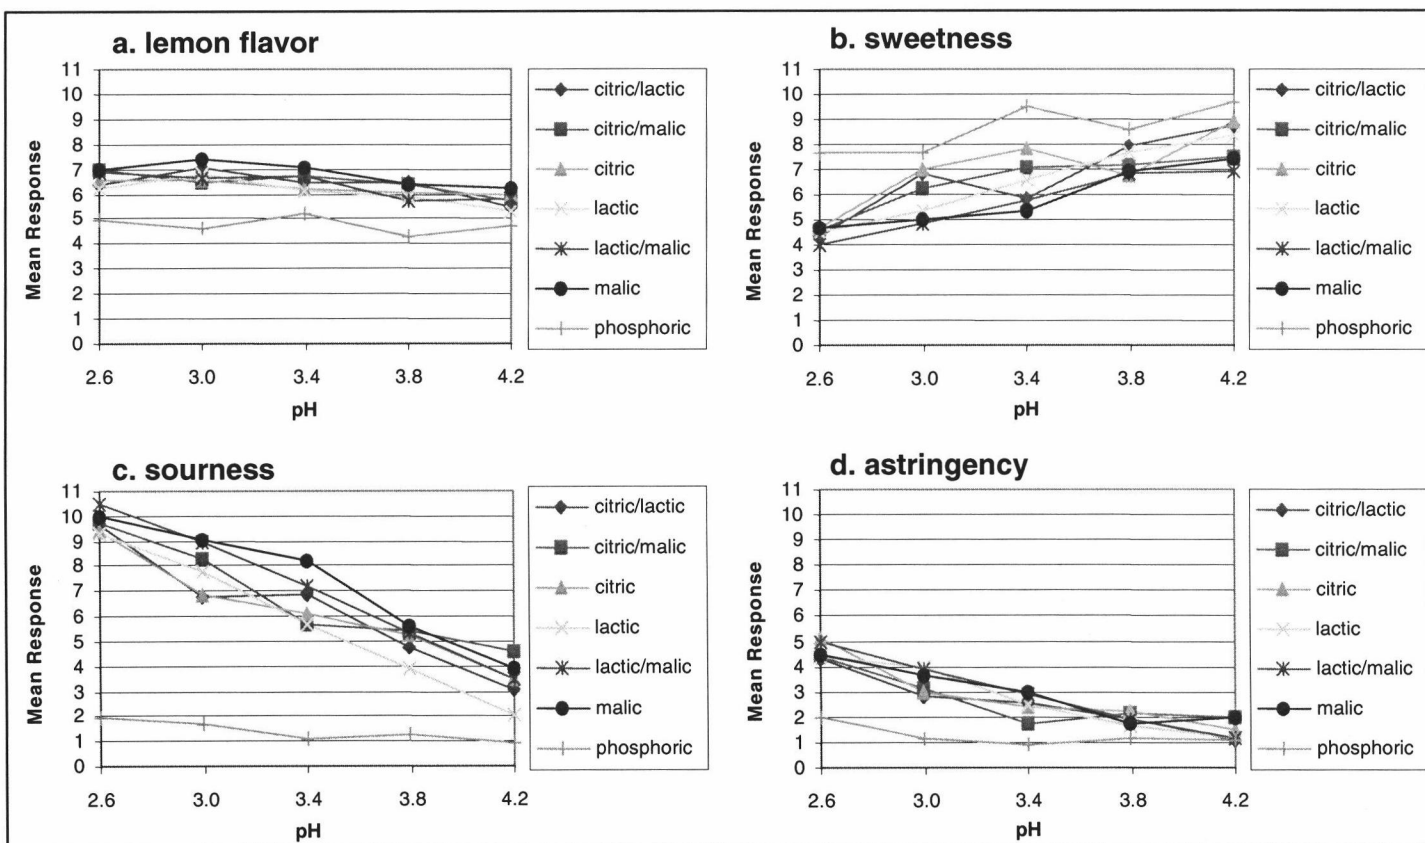 a. lemon flavor
Mean Response
11
10
9
8
7
6
5
4
3
2
1
0
2.6 3.0 3.4 3.8 4.2
pH
citric/lactic
citric/malic
citric
lactic
lactic/malic
malic
phosphoric
b. sweetness
Mean Response
11
10
9
8
7
6
5
4
3
2
1
0
2.6 3.0 3.4 3.8 4.2
pH
citric/lactic
citric/malic
citric
lactic
lactic/malic
malic
phosphoric
c. sourness
Mean Response
11
10
9
8
7
6
5
4
3
2
1
0
2.6 3.0 3.4 3.8 4.2
pH
citric/lactic
citric/malic
citric
lactic
lactic/malic
malic
phosphoric
d. astringency
Mean Response
11
10
9
8
7
6
5
4
3
2
1
0
2.6 3.0 3.4 3.8 4.2
pH
citric/lactic
citric/malic
citric
lactic
lactic/malic
malic
phosphoric